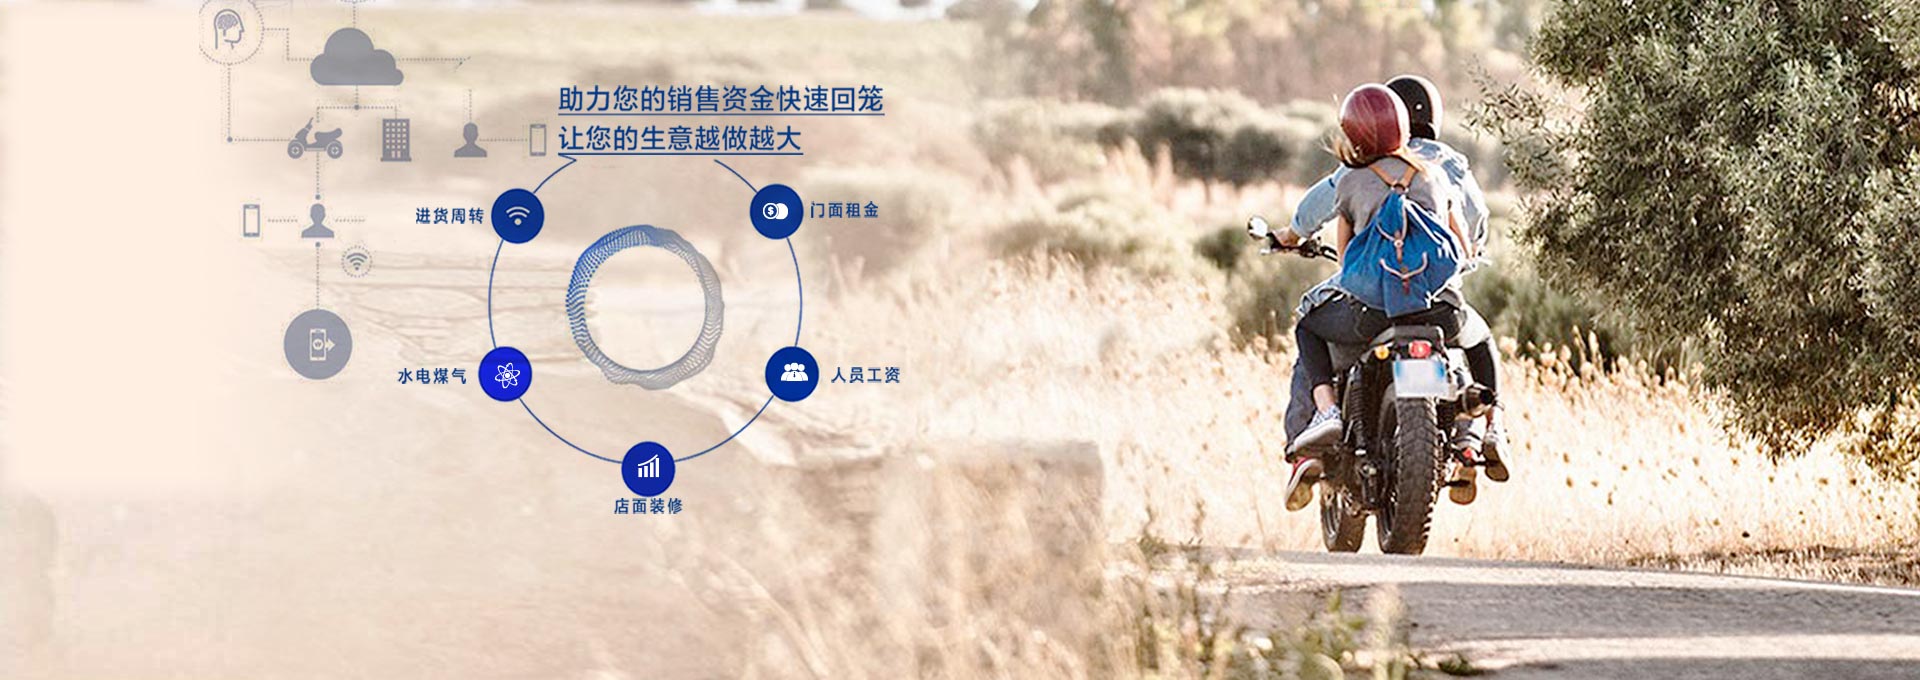 助力您的销售资金快速回笼
让您的生意越做越大
进货周转
门面租金
水电煤气
人员工资
店面装修